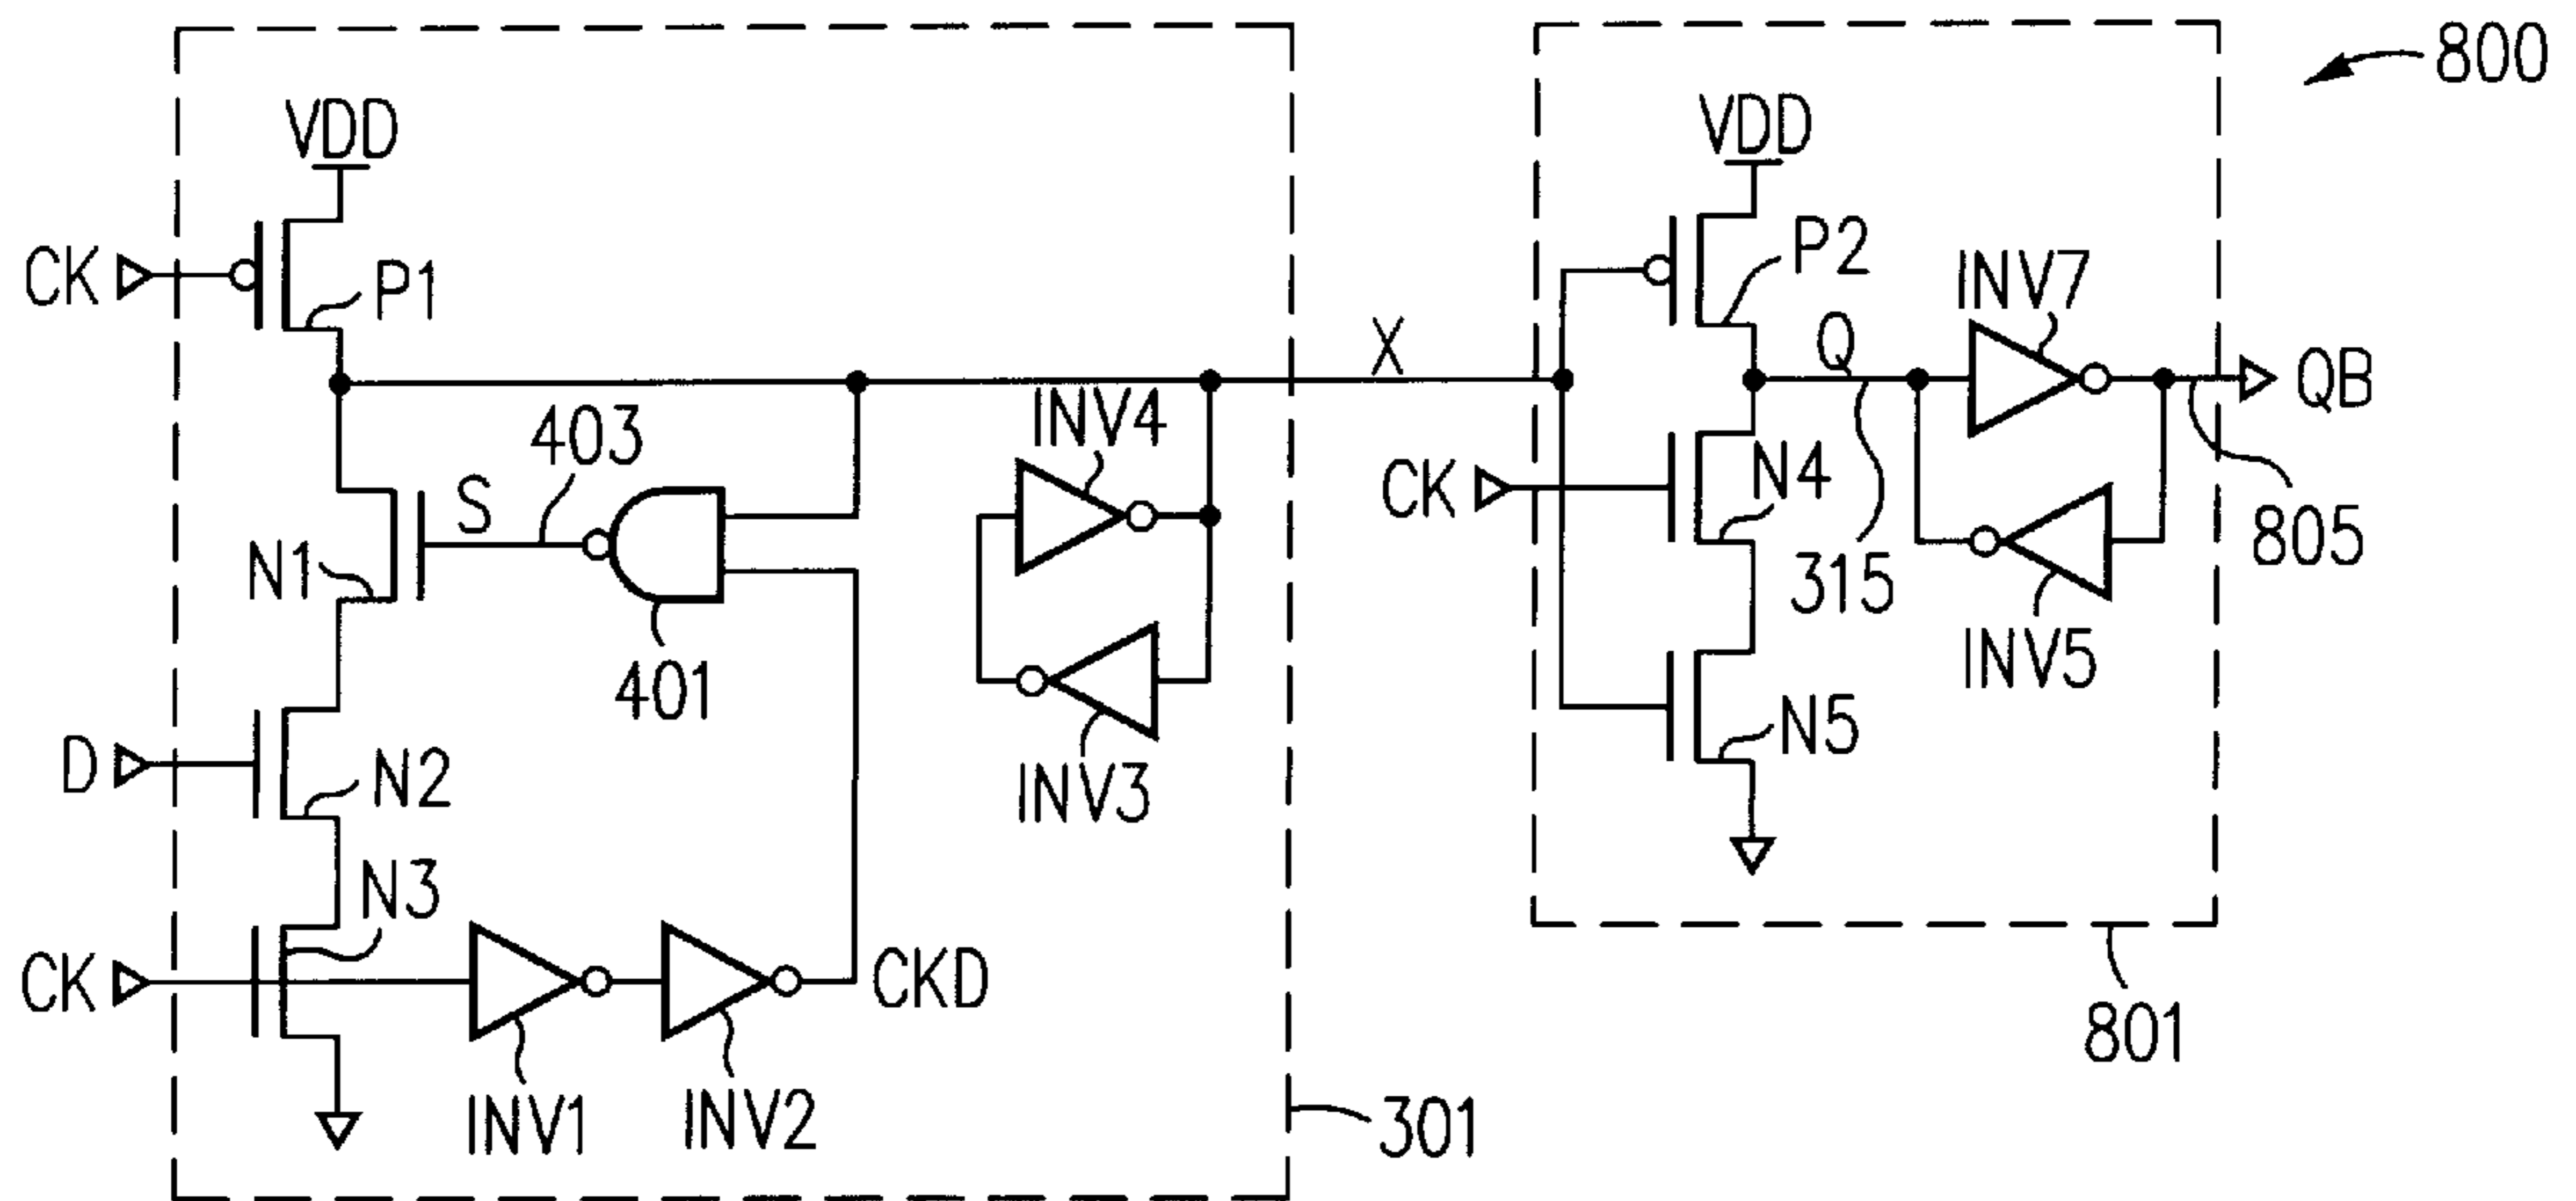 800
VDD
VDD
CK
P1
P2
INV7
X
Q
QB
403
S
INV4
CK
N4
N1
315
805
401
INV5
D
N2
INV3
N5
N3
CK
CKD
801
INV1
INV2
301